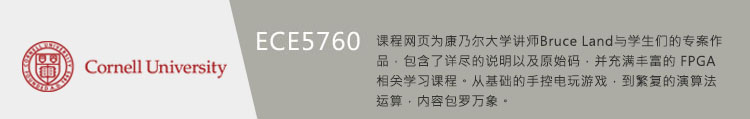 CORNELL UNIVERSITY
FOUNDED A.D. 1865
Cornell University
ECE5760
课程网页为康乃尔大学讲师Bruce Land与学生们的专案作
品，包含了详尽的说明以及原始码，并充满丰富的 FPGA
相关学习课程。从基础的手控电玩游戏，到繁复的演算法
运算，内容包罗万象。